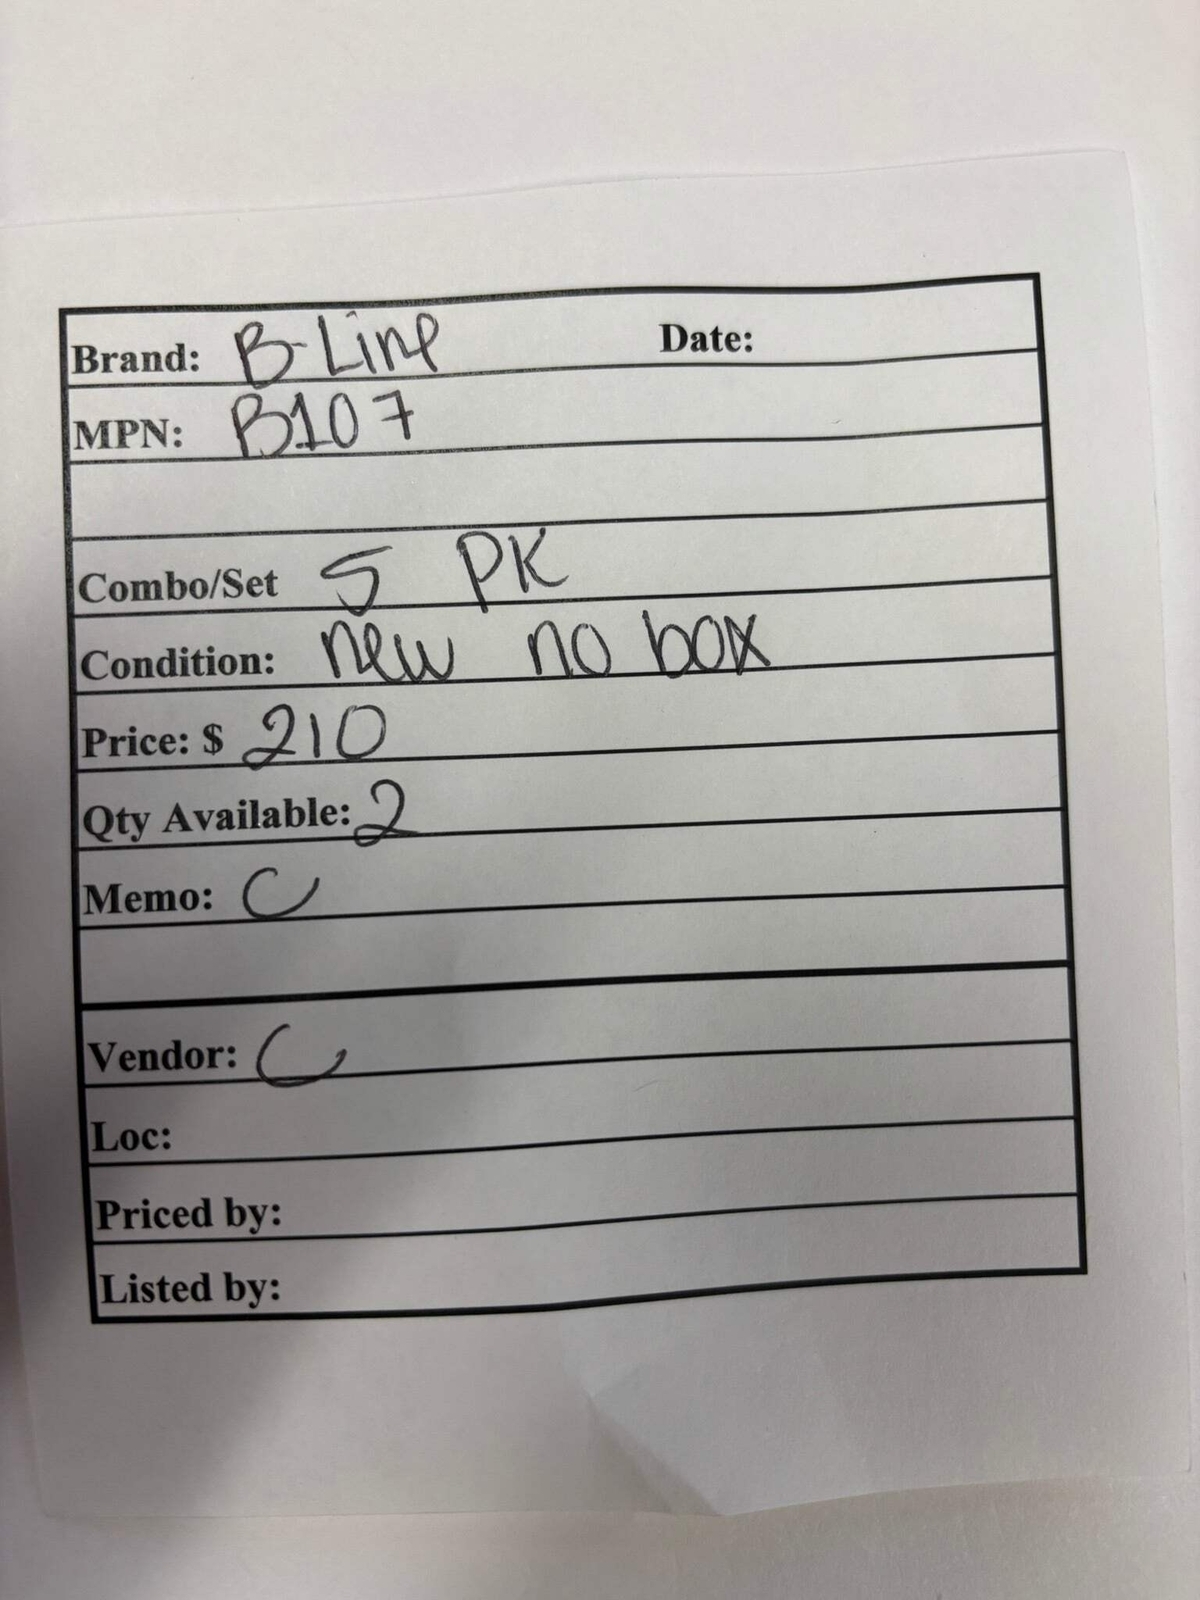 Brand: B-Line Date:
MPN: B107
Combo/Set 5 PK
Condition: new no box
Price: $ 210
Qty Available: 2
Memo: C
Vendor: C
Loc:
Priced by:
Listed by: